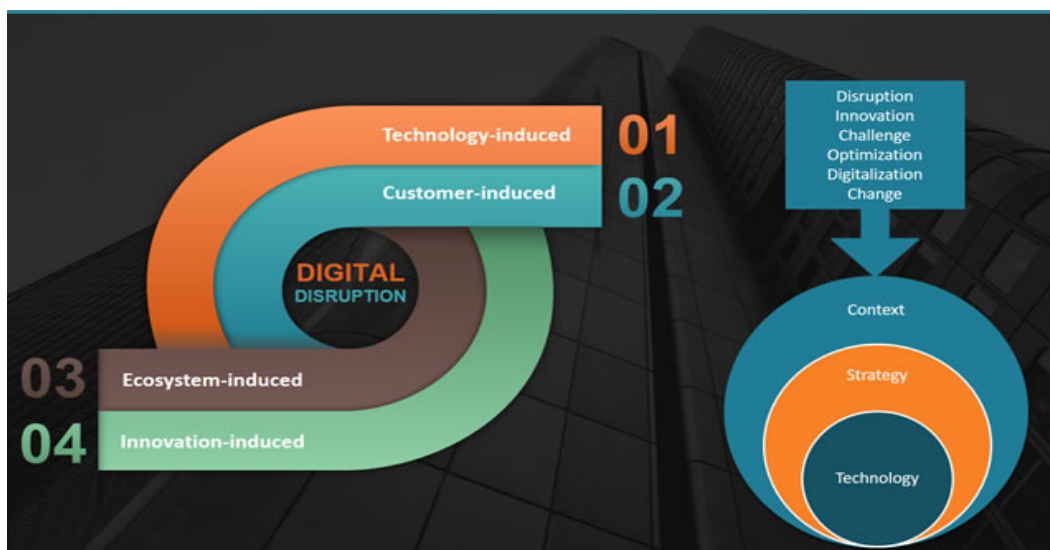 Technology-induced
01
Customer-induced
02
DIGITAL
DISRUPTION
03
Ecosystem-induced
04
Innovation-induced
Disruption
Innovation
Challenge
Optimization
Digitalization
Change
Context
Strategy
Technology